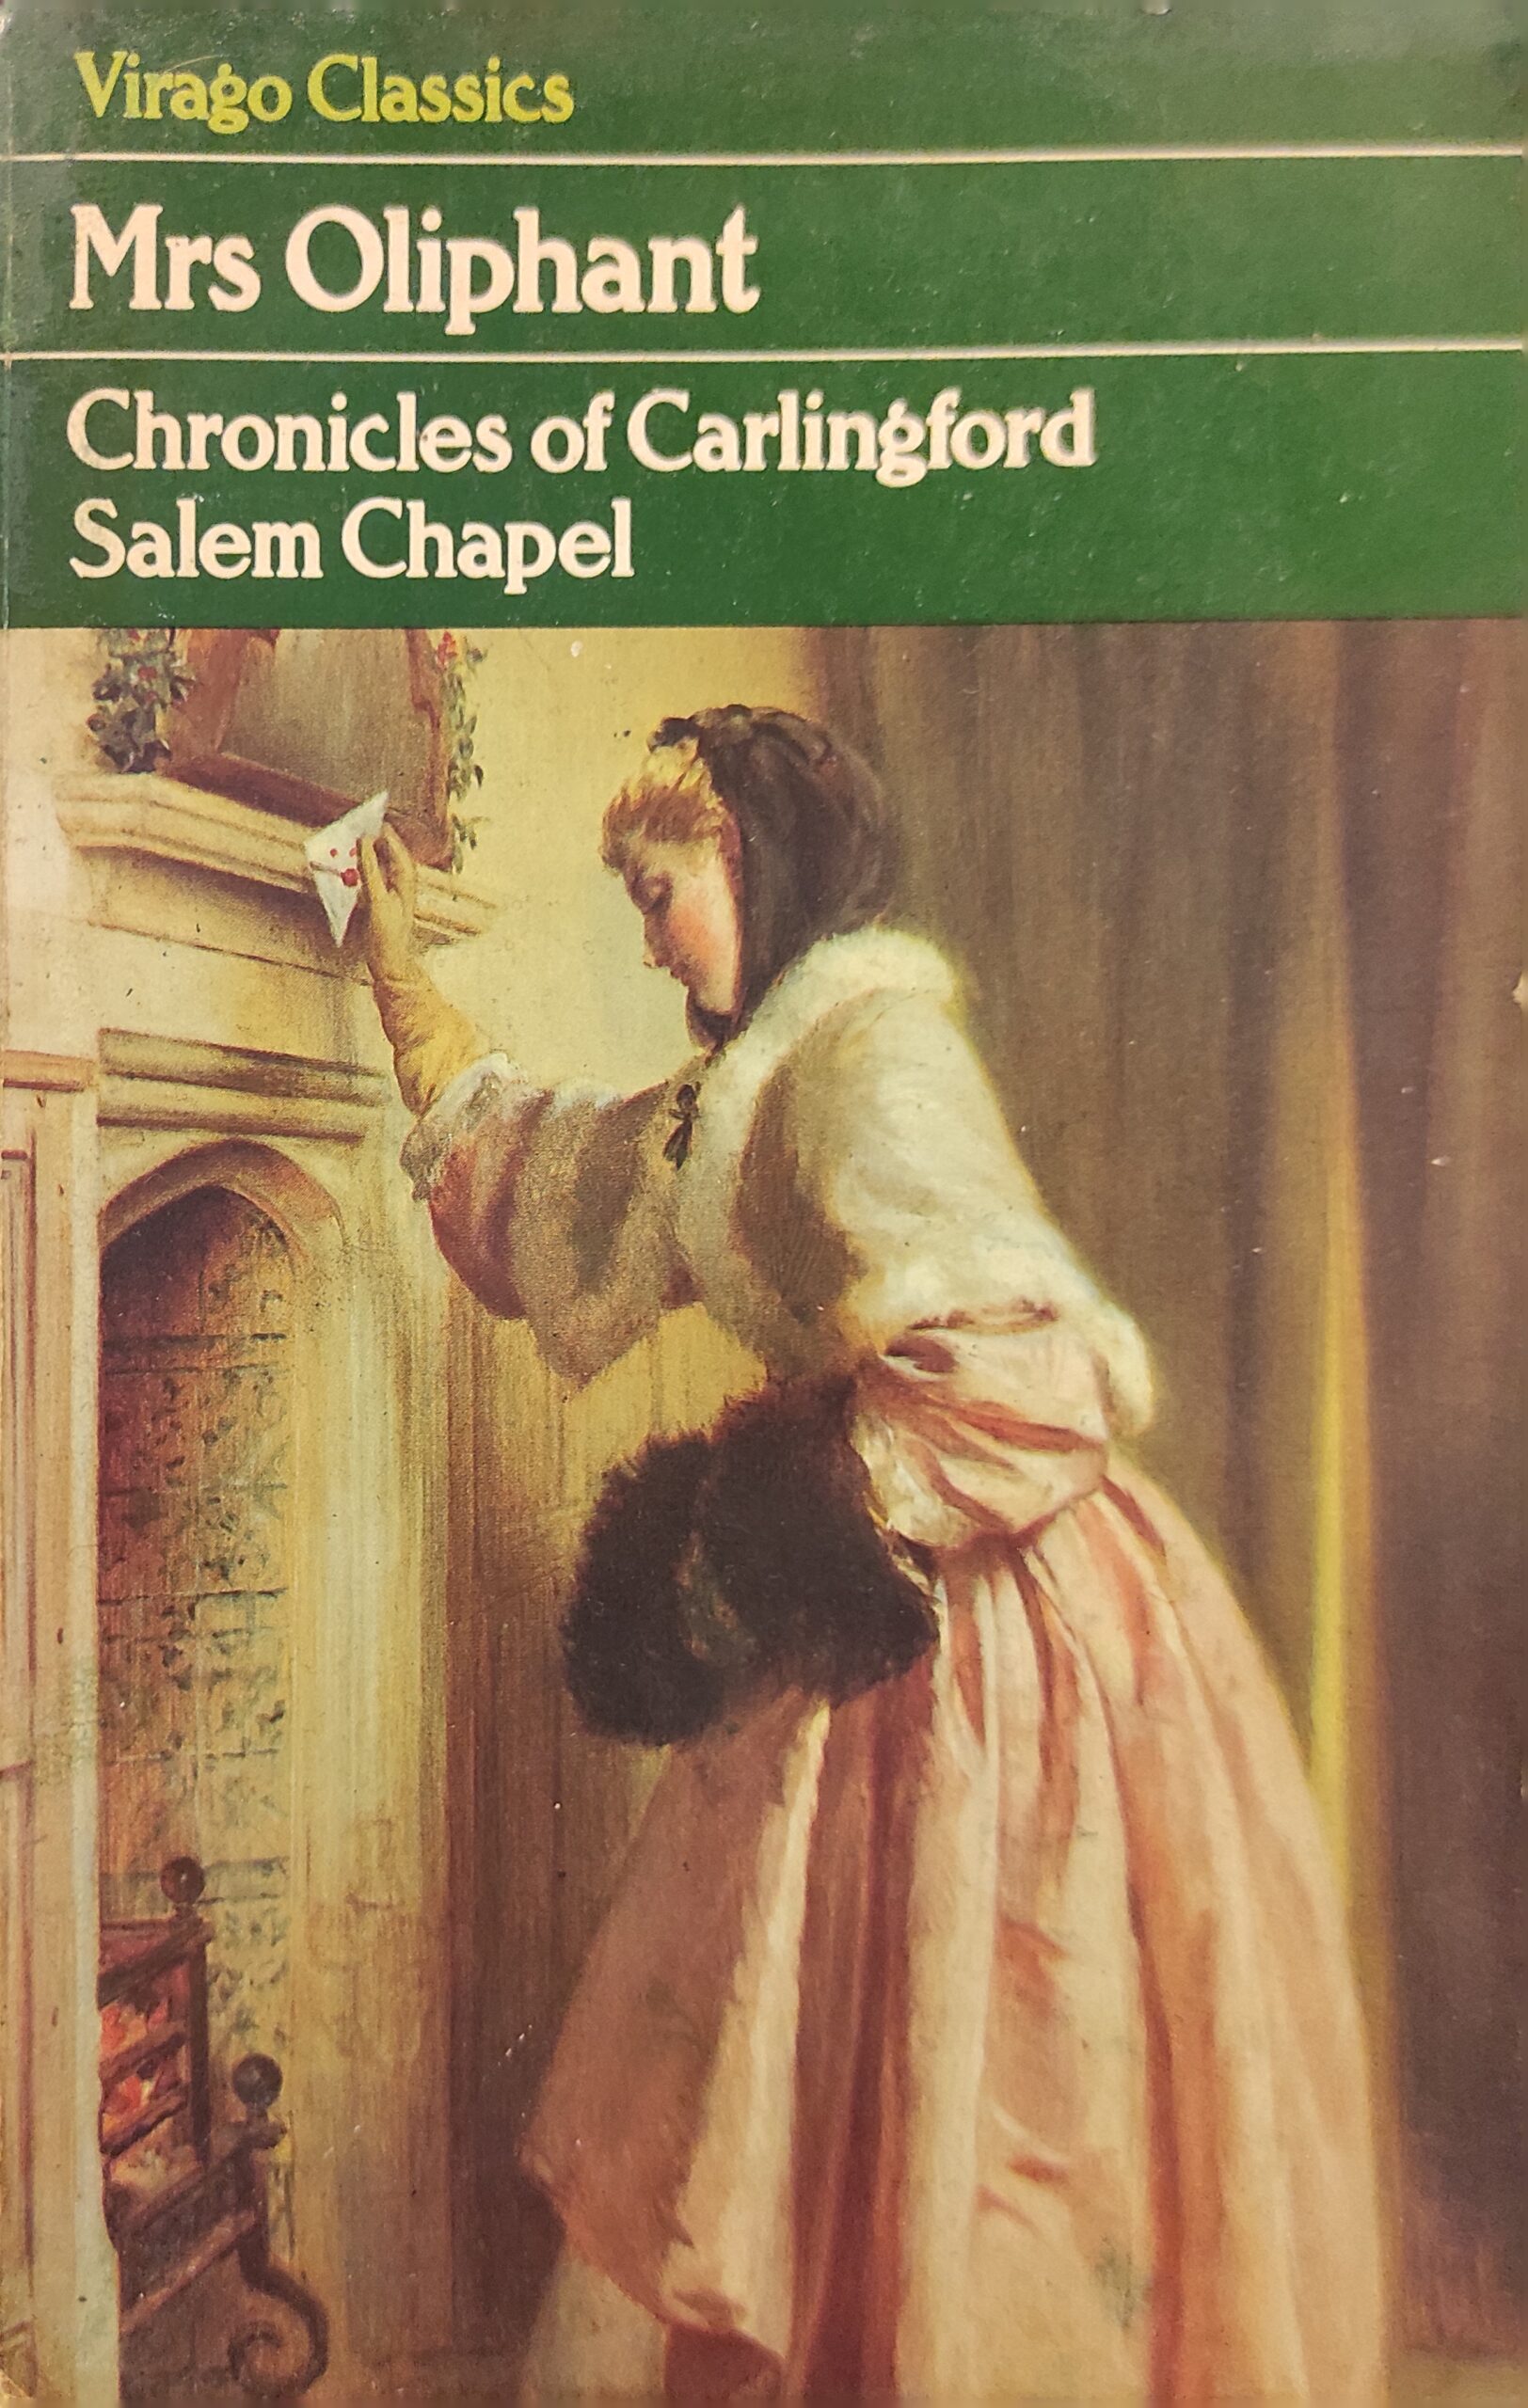 Virago Classics
Mrs Oliphant
Chronicles of Carlingford
Salem Chapel